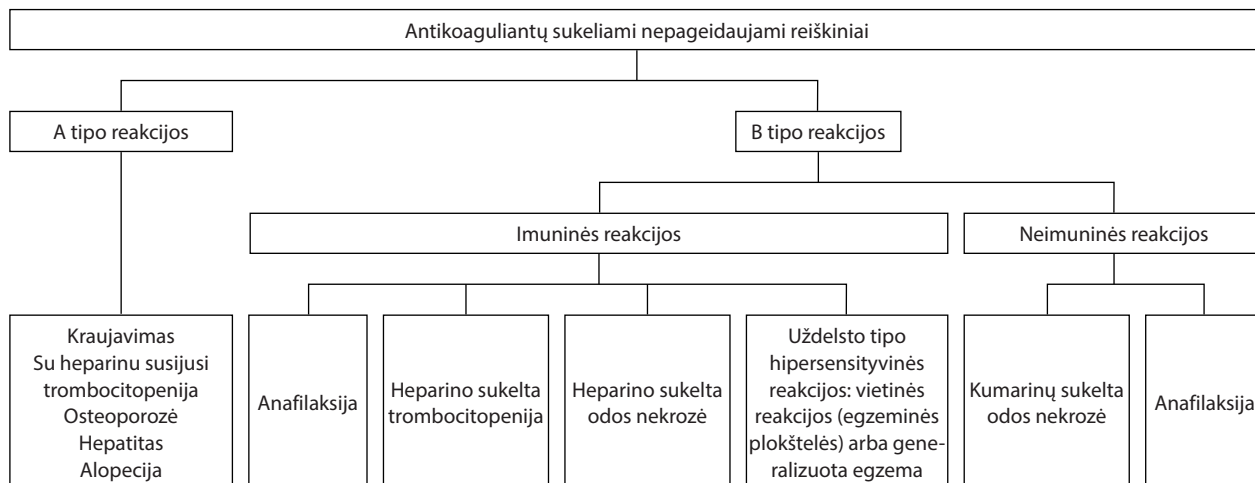 Antikoaguliantų sukeliami nepageidaujami reiškiniai
A tipo reakcijos
B tipo reakcijos
Imuninės reakcijos
Neimuninės reakcijos
Kraujavimas
Su heparinu susijusi
trombocitopenija
Osteoporozė
Hepatitas
Alopecija
Anafilaksija
Heparino sukelta
trombocitopenija
Heparino sukelta
odos nekrozė
Uždelsto tipo
hipersensityvinės
reakcijos: vietinės
reakcijos (egzeminės
plokštelės) arba gene-
ralizuota egzema
Kumarinų sukelta
odos nekrozė
Anafilaksija